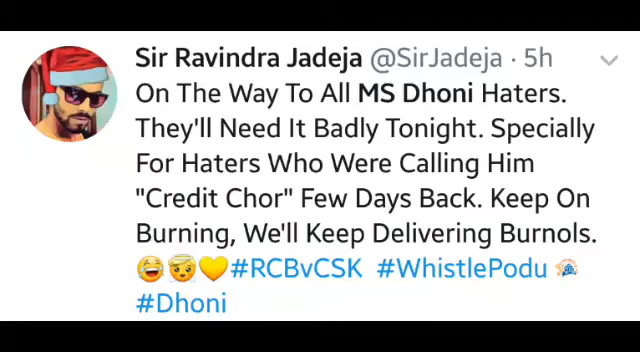 Sir Ravindra Jadeja @SirJadeja · 5h
On The Way To All MS Dhoni Haters.
They'll Need It Badly Tonight. Specially
For Haters Who Were Calling Him
"Credit Chor" Few Days Back. Keep On
Burning, We'll Keep Delivering Burnols.
😂😇💛#RCBvCSK #WhistlePodu
#Dhoni